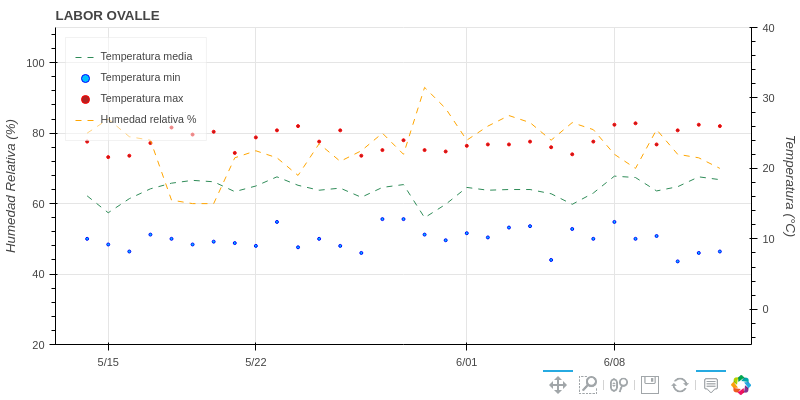 LABOR OVALLE
Temperatura media
Temperatura min
Temperatura max
Humedad relativa %
Humedad Relativa (%)
100
80
60
40
20
40
30
20
10
0
Temperatura (°C)
5/15
5/22
6/01
6/08